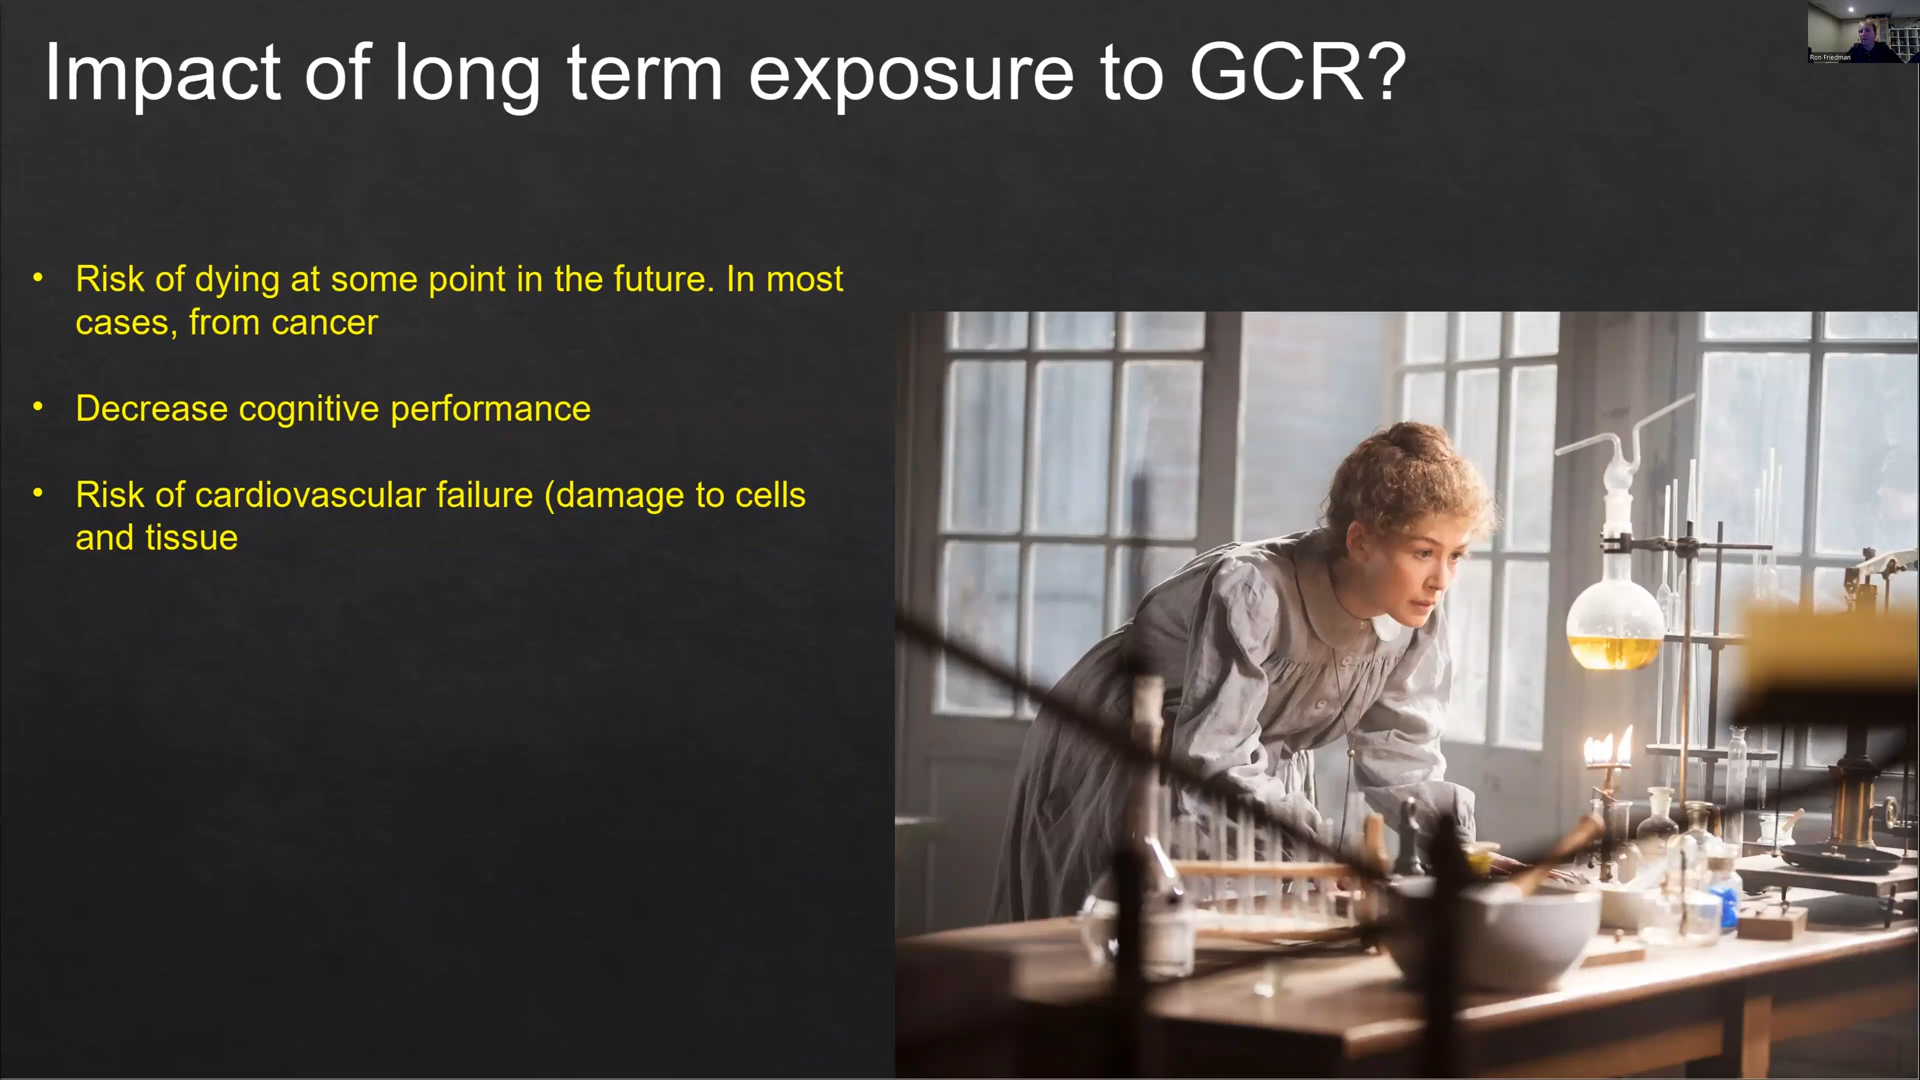 Impact of long term exposure to GCR?
Ron Friedman
• Risk of dying at some point in the future. In most
cases, from cancer
• Decrease cognitive performance
• Risk of cardiovascular failure (damage to cells
and tissue